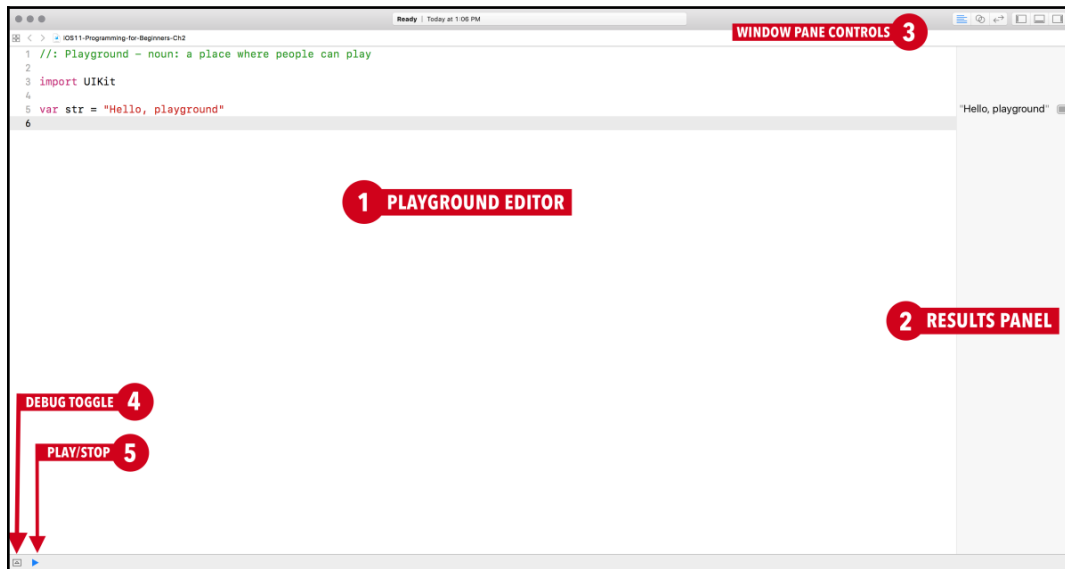 Ready | Today at 1:06 PM
iOS11-Programming-for-Beginners-Ch2
WINDOW PANE CONTROLS 3
1 //: Playground - noun: a place where people can play
2
3 import UIKit
4
5 var str = "Hello, playground"
"Hello, playground"
6
1 PLAYGROUND EDITOR
2 RESULTS PANEL
DEBUG TOGGLE 4
PLAY/STOP 5